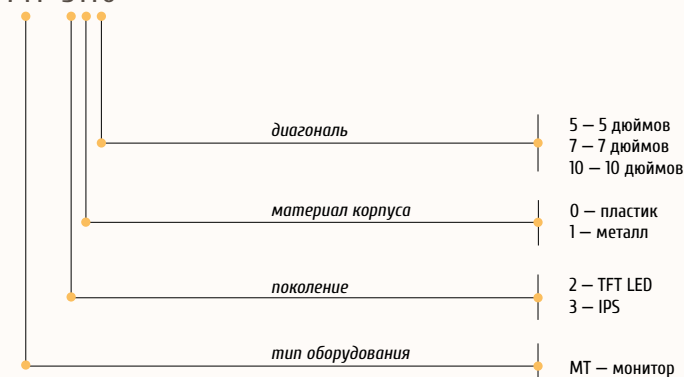 диагональ
5 — 5 дюймов
7 — 7 дюймов
10 — 10 дюймов
материал корпуса
0 — пластик
1 — металл
поколение
2 — TFT LED
3 — IPS
тип оборудования
МТ — монитор